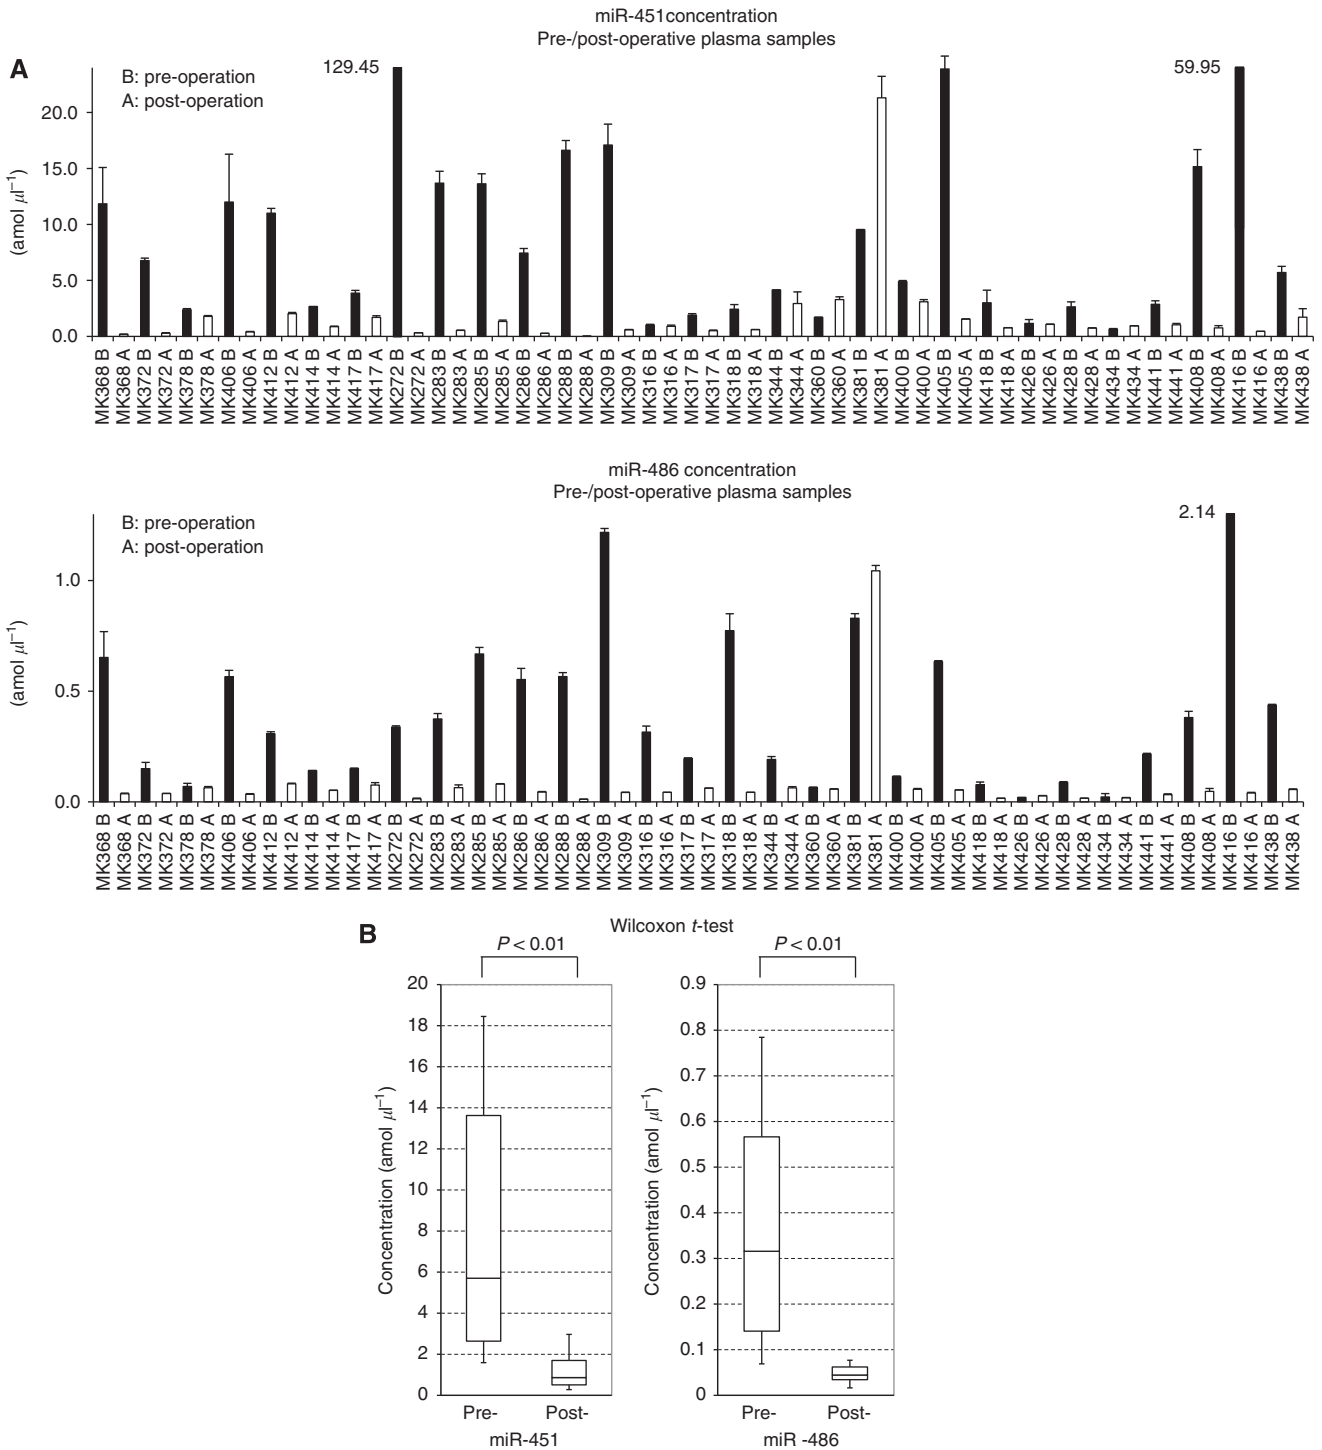 miR-451concentration
Pre-/post-operative plasma samples
A
B: pre-operation
A: post-operation
129.45
59.95
20.0
15.0
10.0
5.0
0.0
(amol µl⁻¹)
MK368 B
MK368 A
MK372 B
MK372 A
MK378 B
MK378 A
MK406 B
MK406 A
MK412 B
MK412 A
MK414 B
MK414 A
MK417 B
MK417 A
MK272 B
MK272 A
MK283 B
MK283 A
MK285 B
MK285 A
MK286 B
MK286 A
MK288 B
MK288 A
MK309 B
MK309 A
MK316 B
MK316 A
MK317 B
MK317 A
MK318 B
MK318 A
MK344 B
MK344 A
MK360 B
MK360 A
MK381 B
MK381 A
MK400 B
MK400 A
MK405 B
MK405 A
MK418 B
MK418 A
MK426 B
MK426 A
MK428 B
MK428 A
MK434 B
MK434 A
MK441 B
MK441 A
MK408 B
MK408 A
MK416 B
MK416 A
MK438 B
MK438 A
miR-486 concentration
Pre-/post-operative plasma samples
B: pre-operation
A: post-operation
2.14
1.0
0.5
0.0
(amol µl⁻¹)
MK368 B
MK368 A
MK372 B
MK372 A
MK378 B
MK378 A
MK406 B
MK406 A
MK412 B
MK412 A
MK414 B
MK414 A
MK417 B
MK417 A
MK272 B
MK272 A
MK283 B
MK283 A
MK285 B
MK285 A
MK286 B
MK286 A
MK288 B
MK288 A
MK309 B
MK309 A
MK316 B
MK316 A
MK317 B
MK317 A
MK318 B
MK318 A
MK344 B
MK344 A
MK360 B
MK360 A
MK381 B
MK381 A
MK400 B
MK400 A
MK405 B
MK405 A
MK418 B
MK418 A
MK426 B
MK426 A
MK428 B
MK428 A
MK434 B
MK434 A
MK441 B
MK441 A
MK408 B
MK408 A
MK416 B
MK416 A
MK438 B
MK438 A
B
Wilcoxon t-test
P < 0.01
20
18
16
14
12
10
8
6
4
2
0
Concentration (amol µl⁻¹)
Pre-
Post-
miR-451
P < 0.01
0.9
0.8
0.7
0.6
0.5
0.4
0.3
0.2
0.1
0
Concentration (amol µl⁻¹)
Pre-
Post-
miR -486